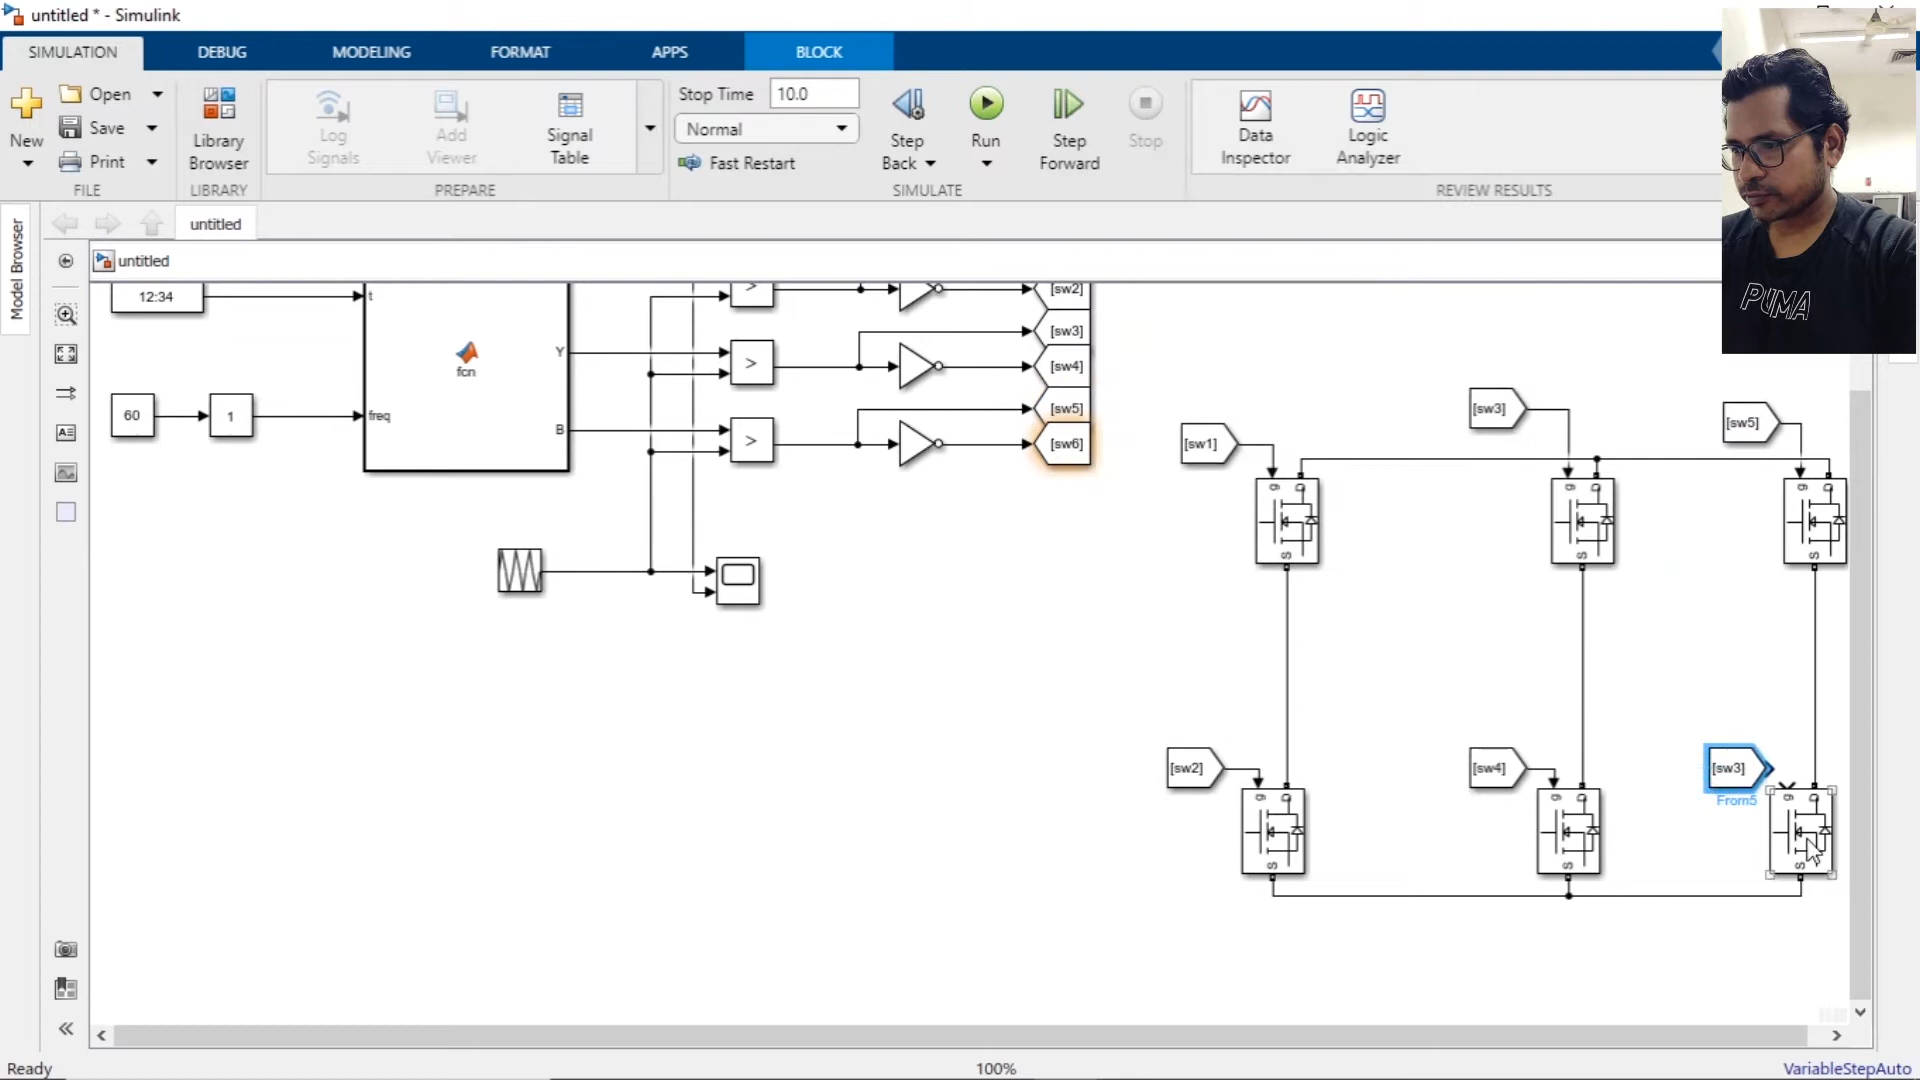 untitled * - Simulink
SIMULATION
DEBUG
MODELING
FORMAT
APPS
BLOCK
New
Open
Save
Print
FILE
Library
Browser
LIBRARY
Log
Signals
Add
Viewer
Signal
Table
PREPARE
Stop Time 10.0
Normal
Fast Restart
Step
Back
Run
Step
Forward
Stop
SIMULATE
Data
Inspector
Logic
Analyzer
REVIEW RESULTS
PUMA
Model Browser
untitled
untitled
12:34
t
fcn
Y
60
1
freq
B
>
>
>
[sw2]
[sw3]
[sw4]
[sw5]
[sw6]
[sw1]
[sw3]
[sw5]
g D
S
g D
S
g D
S
[sw2]
[sw4]
[sw3]
From5
g D
S
g D
S
g D
S
Ready
100%
VariableStepAuto